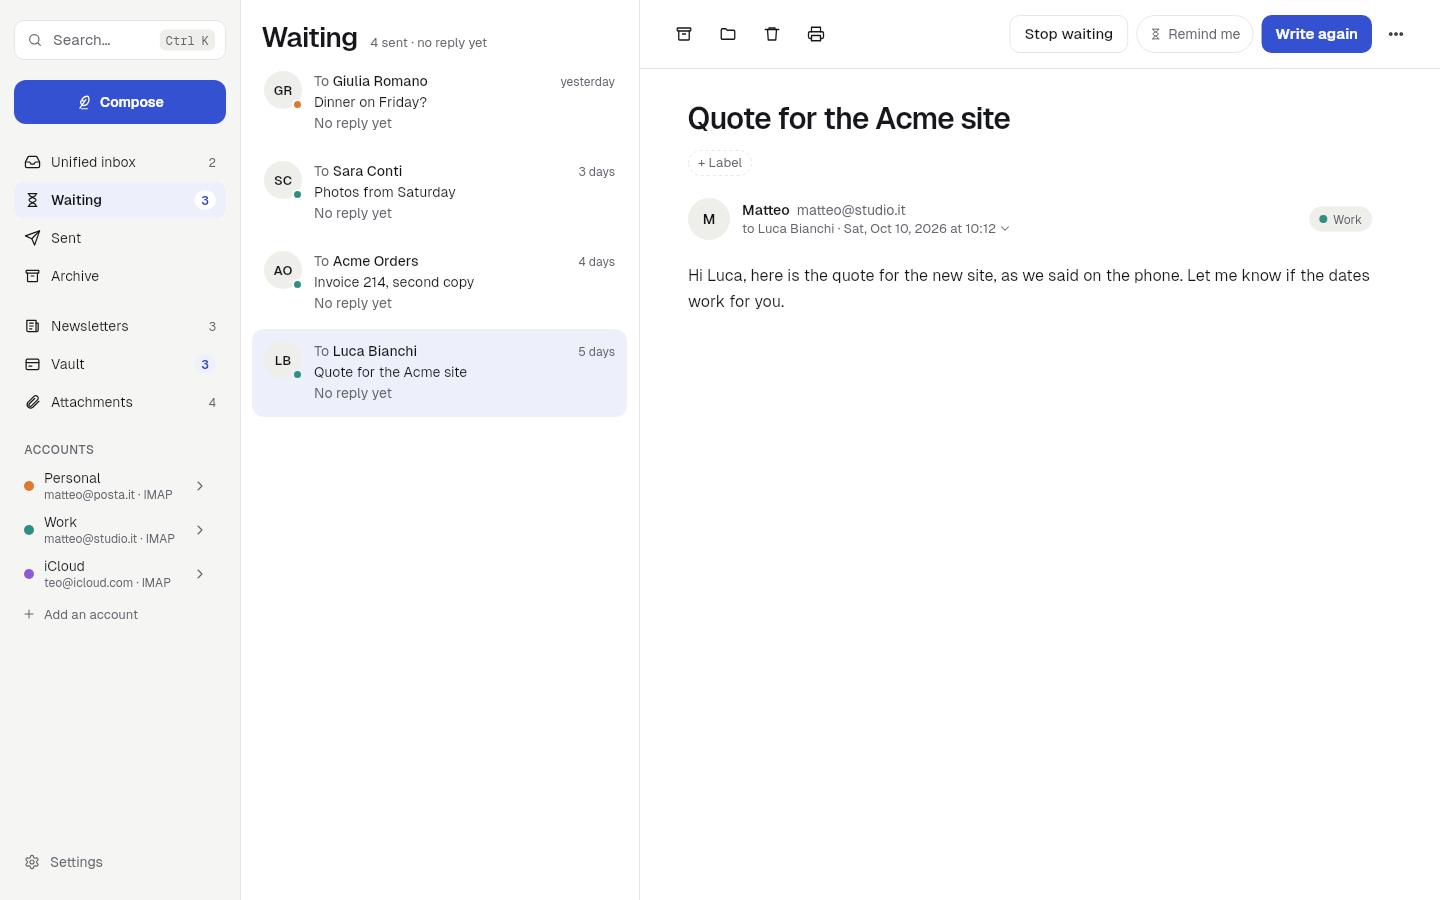 Search...
Ctrl K
Compose
Unified inbox 2
Waiting 3
Sent
Archive
Newsletters 3
Vault 3
Attachments 4
ACCOUNTS
Personal
matteo@posta.it · IMAP
Work
matteo@studio.it · IMAP
iCloud
teo@icloud.com · IMAP
+ Add an account
Settings
Waiting 4 sent · no reply yet
GR
To Giulia Romano yesterday
Dinner on Friday?
No reply yet
SC
To Sara Conti 3 days
Photos from Saturday
No reply yet
AO
To Acme Orders 4 days
Invoice 214, second copy
No reply yet
LB
To Luca Bianchi 5 days
Quote for the Acme site
No reply yet
Stop waiting
Remind me
Write again
Quote for the Acme site
+ Label
M
Matteo matteo@studio.it
to Luca Bianchi · Sat, Oct 10, 2026 at 10:12
Work
Hi Luca, here is the quote for the new site, as we said on the phone. Let me know if the dates
work for you.